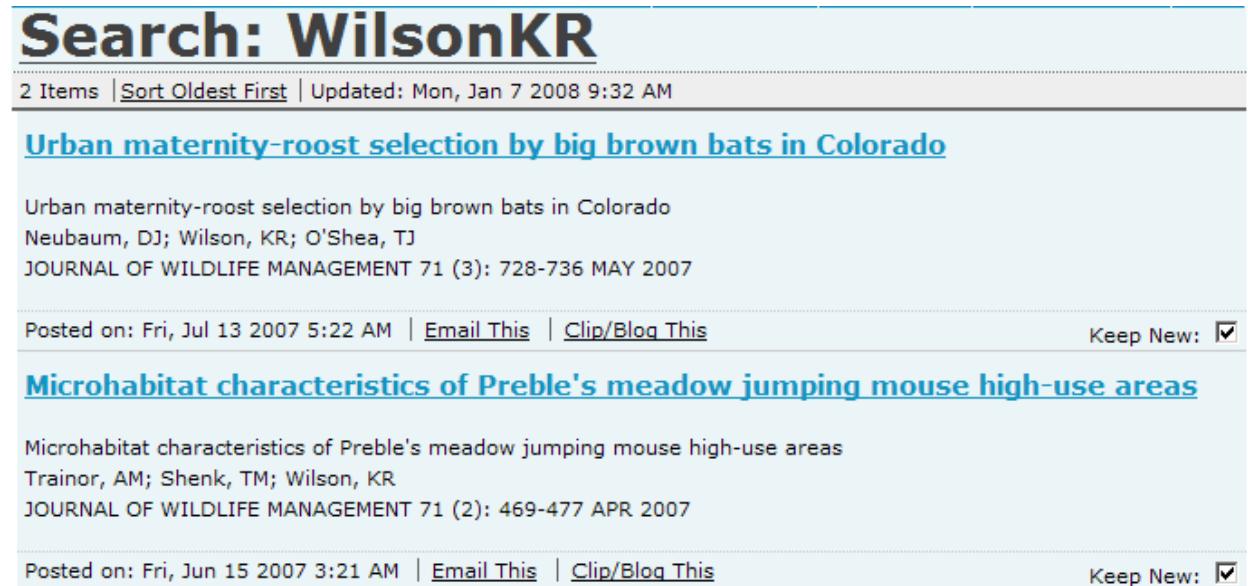 Search: WilsonKR
2 Items | Sort Oldest First | Updated: Mon, Jan 7 2008 9:32 AM
Urban maternity-roost selection by big brown bats in Colorado
Urban maternity-roost selection by big brown bats in Colorado
Neubaum, DJ; Wilson, KR; O'Shea, TJ
JOURNAL OF WILDLIFE MANAGEMENT 71 (3): 728-736 MAY 2007
Posted on: Fri, Jul 13 2007 5:22 AM | Email This | Clip/Blog This Keep New:
Microhabitat characteristics of Preble's meadow jumping mouse high-use areas
Microhabitat characteristics of Preble's meadow jumping mouse high-use areas
Trainor, AM; Shenk, TM; Wilson, KR
JOURNAL OF WILDLIFE MANAGEMENT 71 (2): 469-477 APR 2007
Posted on: Fri, Jun 15 2007 3:21 AM | Email This | Clip/Blog This Keep New: